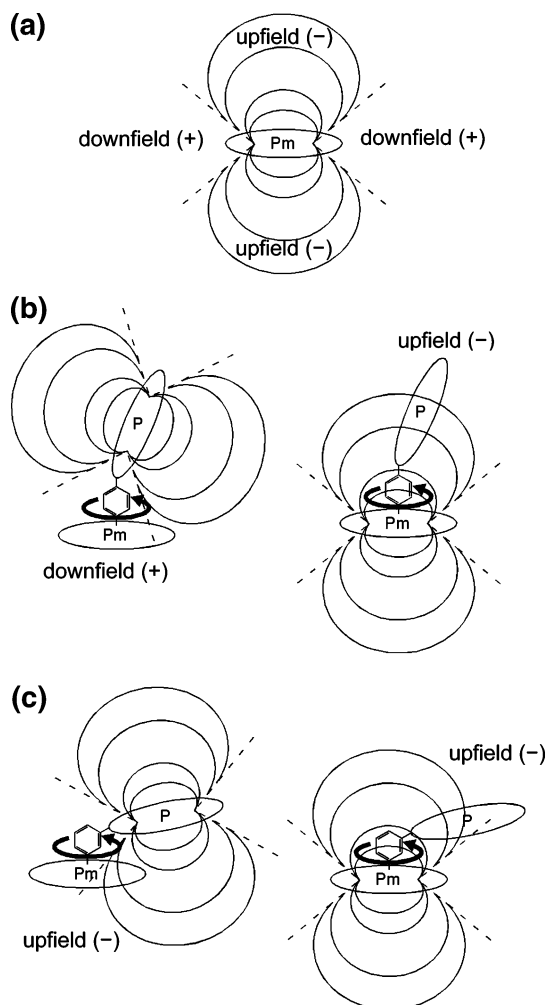 (a)
upfield (−)
downfield (+) Pm downfield (+)
upfield (−)
(b)
upfield (−)
P P
Pm Pm
downfield (+)
(c)
upfield (−)
P P
Pm Pm
upfield (−)